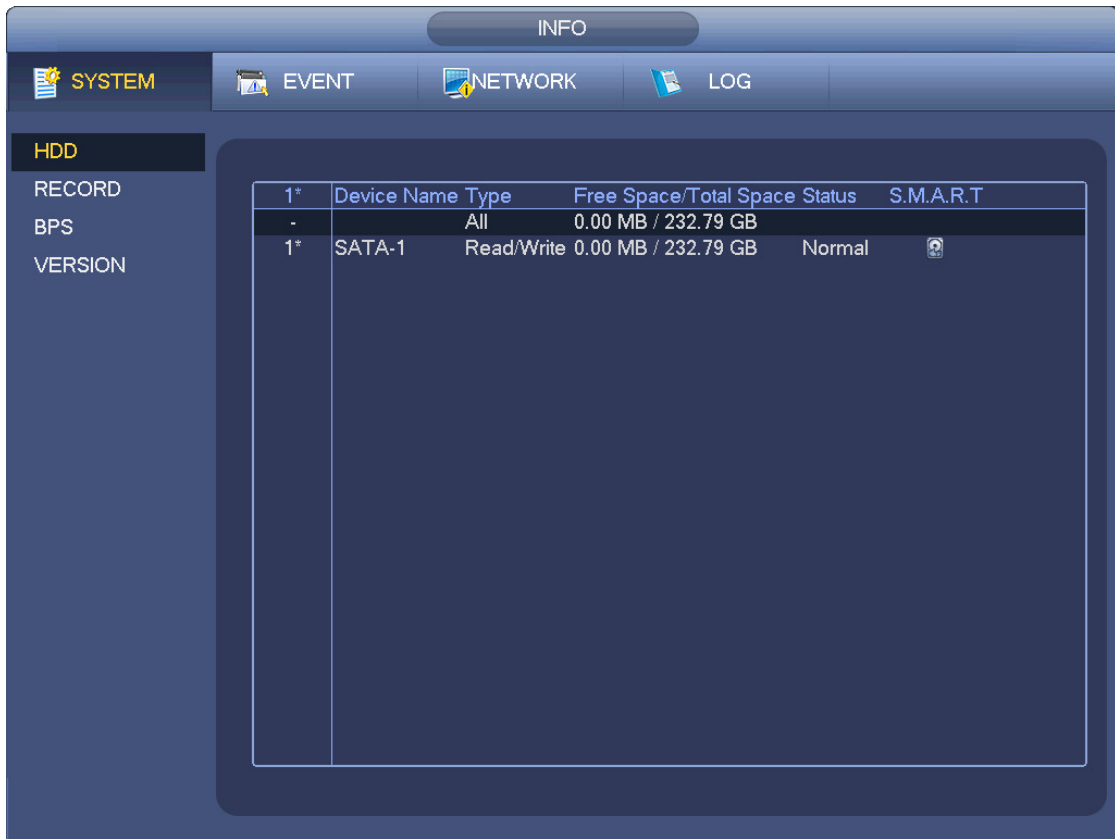 INFO
SYSTEM EVENT NETWORK LOG
HDD
RECORD
BPS
VERSION
1* Device Name Type Free Space/Total Space Status S.M.A.R.T
- All 0.00 MB / 232.79 GB
1* SATA-1 Read/Write 0.00 MB / 232.79 GB Normal